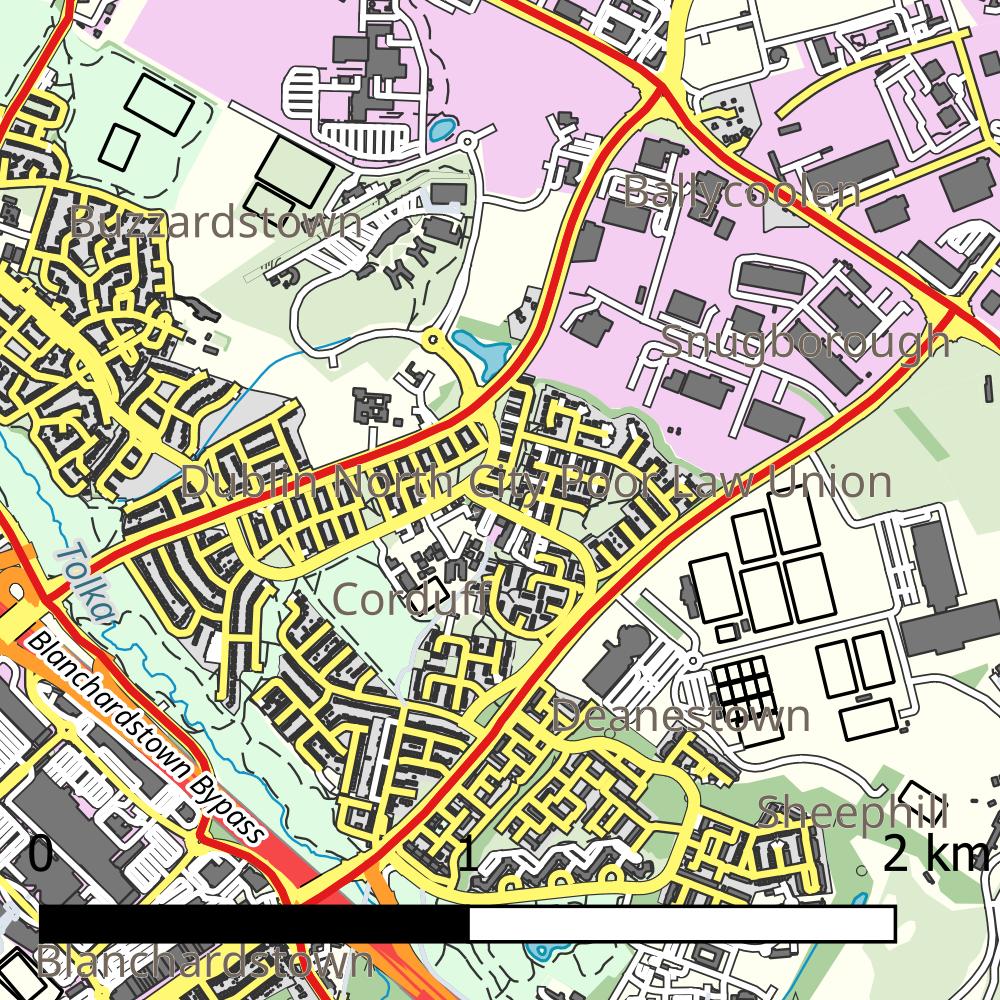 Ballycoolen
Buzzardstown
Snugborough
Dublin North City Poor Law Union
Tolka
Corduff
Blanchardstown Bypass
Deanestown
Sheephill
0 1 2 km
Blanchardstown